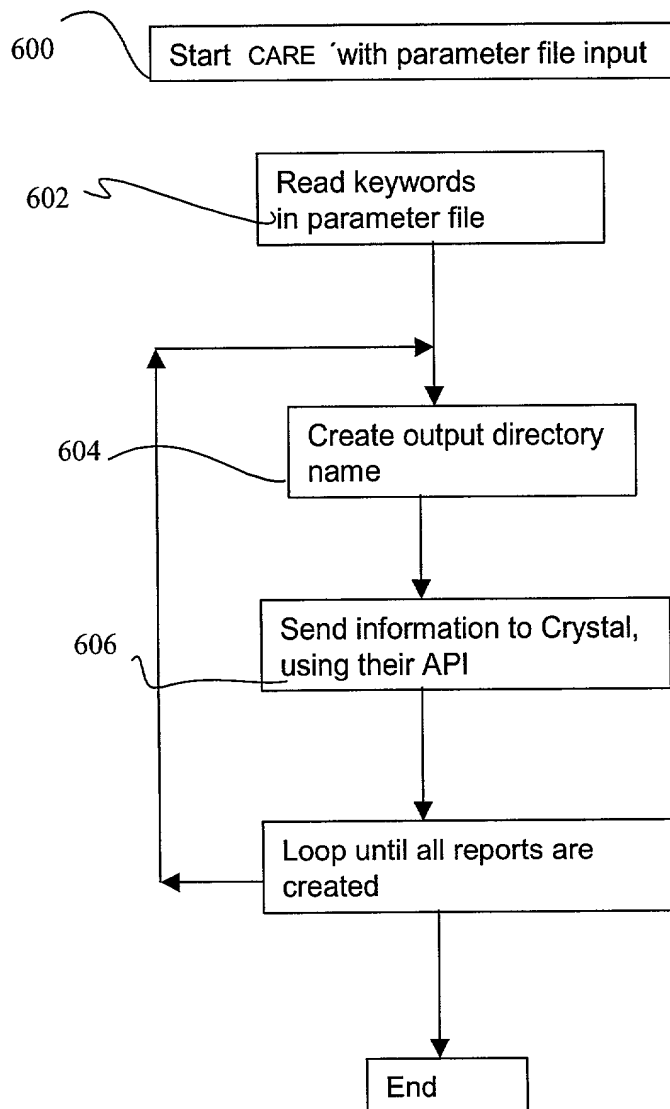 600
Start CARE ´with parameter file input
602
Read keywords
in parameter file
604
Create output directory
name
606
Send information to Crystal,
using their API
Loop until all reports are
created
End